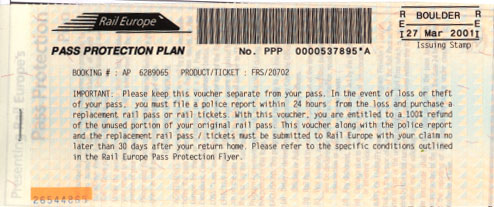 Rail Europe
BOULDER
27 Mar 2001
Issuing Stamp
PASS PROTECTION PLAN
No. PPP 0000537895*A
BOOKING # : AP 6289065 PRODUCT/TICKET : FRS/20702
IMPORTANT: Please keep this voucher separate from your pass. In the event of loss or theft
of your pass, you must file a police report within 24 hours from the loss and purchase a
replacement rail pass or rail tickets. With this voucher, you are entitled to a 100% refund
of the unused portion of your original rail pass. This voucher along with the police report
and the replacement rail pass / tickets must be submitted to Rail Europe with your claim no
later than 30 days after your return home. Please refer to the specific conditions outlined
in the Rail Europe Pass Protection Flyer.
Pass Protection
Rail Europe's